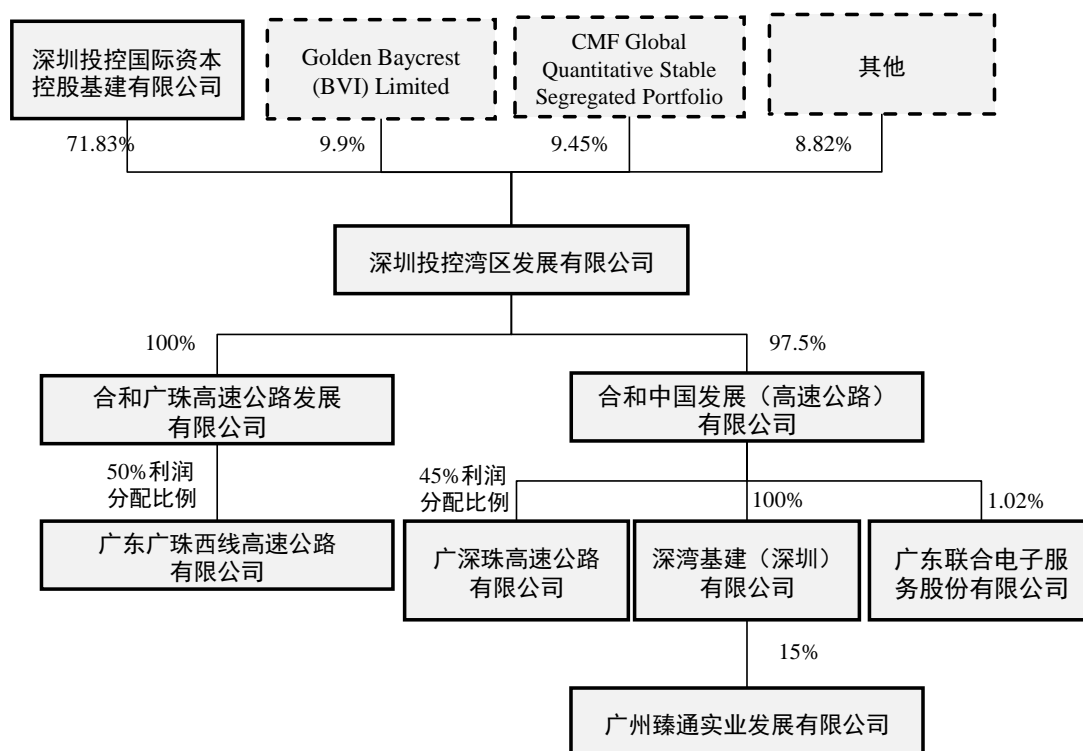 深圳投控国际资本
控股基建有限公司
Golden Baycrest
(BVI) Limited
CMF Global
Quantitative Stable
Segregated Portfolio
其他
71.83%
9.9%
9.45%
8.82%
深圳投控湾区发展有限公司
100%
97.5%
合和广珠高速公路发展
有限公司
合和中国发展（高速公路）
有限公司
50%利润
分配比例
45%利润
分配比例
100%
1.02%
广东广珠西线高速公路
有限公司
广深珠高速公路
有限公司
深湾基建（深圳）
有限公司
广东联合电子服
务股份有限公司
15%
广州臻通实业发展有限公司